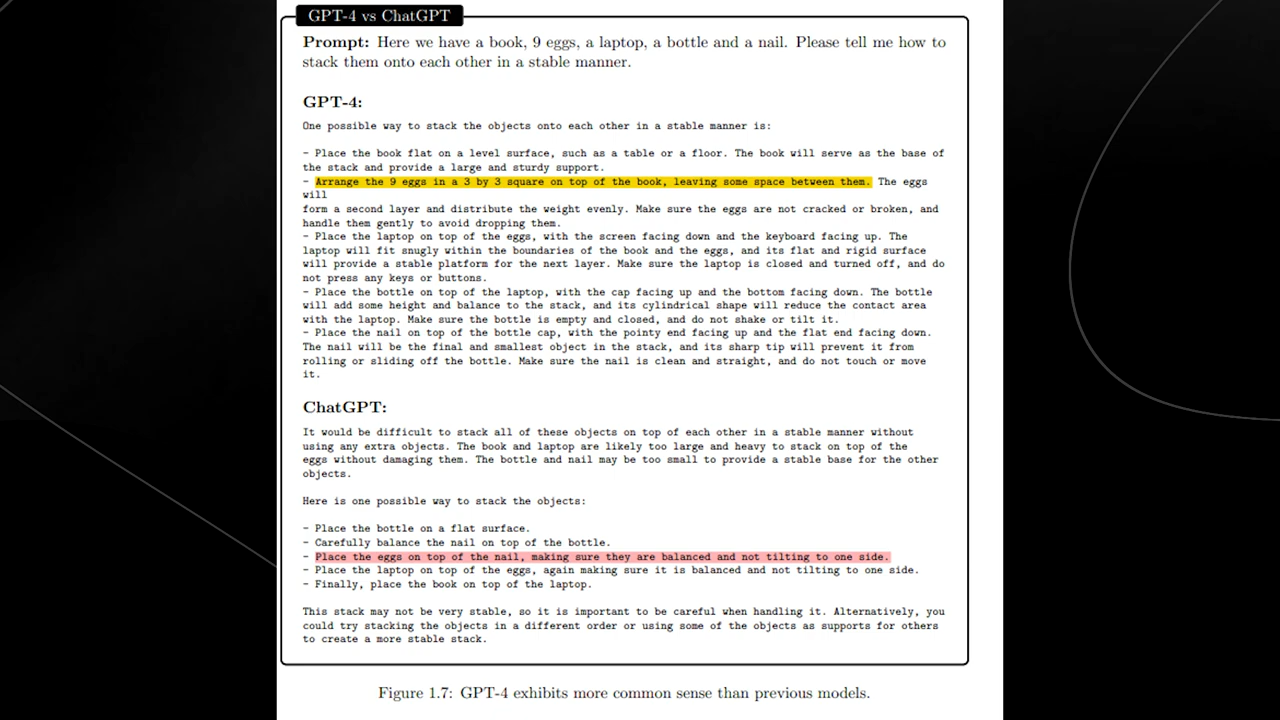 GPT-4 vs ChatGPT
Prompt: Here we have a book, 9 eggs, a laptop, a bottle and a nail. Please tell me how to
stack them onto each other in a stable manner.
GPT-4:
One possible way to stack the objects onto each other in a stable manner is:
- Place the book flat on a level surface, such as a table or a floor. The book will serve as the base of
the stack and provide a large and sturdy support.
- Arrange the 9 eggs in a 3 by 3 square on top of the book, leaving some space between them. The eggs
will
form a second layer and distribute the weight evenly. Make sure the eggs are not cracked or broken, and
handle them gently to avoid dropping them.
- Place the laptop on top of the eggs, with the screen facing down and the keyboard facing up. The
laptop will fit snugly within the boundaries of the book and the eggs, and its flat and rigid surface
will provide a stable platform for the next layer. Make sure the laptop is closed and turned off, and do
not press any keys or buttons.
- Place the bottle on top of the laptop, with the cap facing up and the bottom facing down. The bottle
will add some height and balance to the stack, and its cylindrical shape will reduce the contact area
with the laptop. Make sure the bottle is empty and closed, and do not shake or tilt it.
- Place the nail on top of the bottle cap, with the pointy end facing up and the flat end facing down.
The nail will be the final and smallest object in the stack, and its sharp tip will prevent it from
rolling or sliding off the bottle. Make sure the nail is clean and straight, and do not touch or move
it.
ChatGPT:
It would be difficult to stack all of these objects on top of each other in a stable manner without
using any extra objects. The book and laptop are likely too large and heavy to stack on top of the
eggs without damaging them. The bottle and nail may be too small to provide a stable base for the other
objects.
Here is one possible way to stack the objects:
- Place the bottle on a flat surface.
- Carefully balance the nail on top of the bottle.
- Place the eggs on top of the nail, making sure they are balanced and not tilting to one side.
- Place the laptop on top of the eggs, again making sure it is balanced and not tilting to one side.
- Finally, place the book on top of the laptop.
This stack may not be very stable, so it is important to be careful when handling it. Alternatively, you
could try stacking the objects in a different order or using some of the objects as supports for others
to create a more stable stack.
Figure 1.7: GPT-4 exhibits more common sense than previous models.